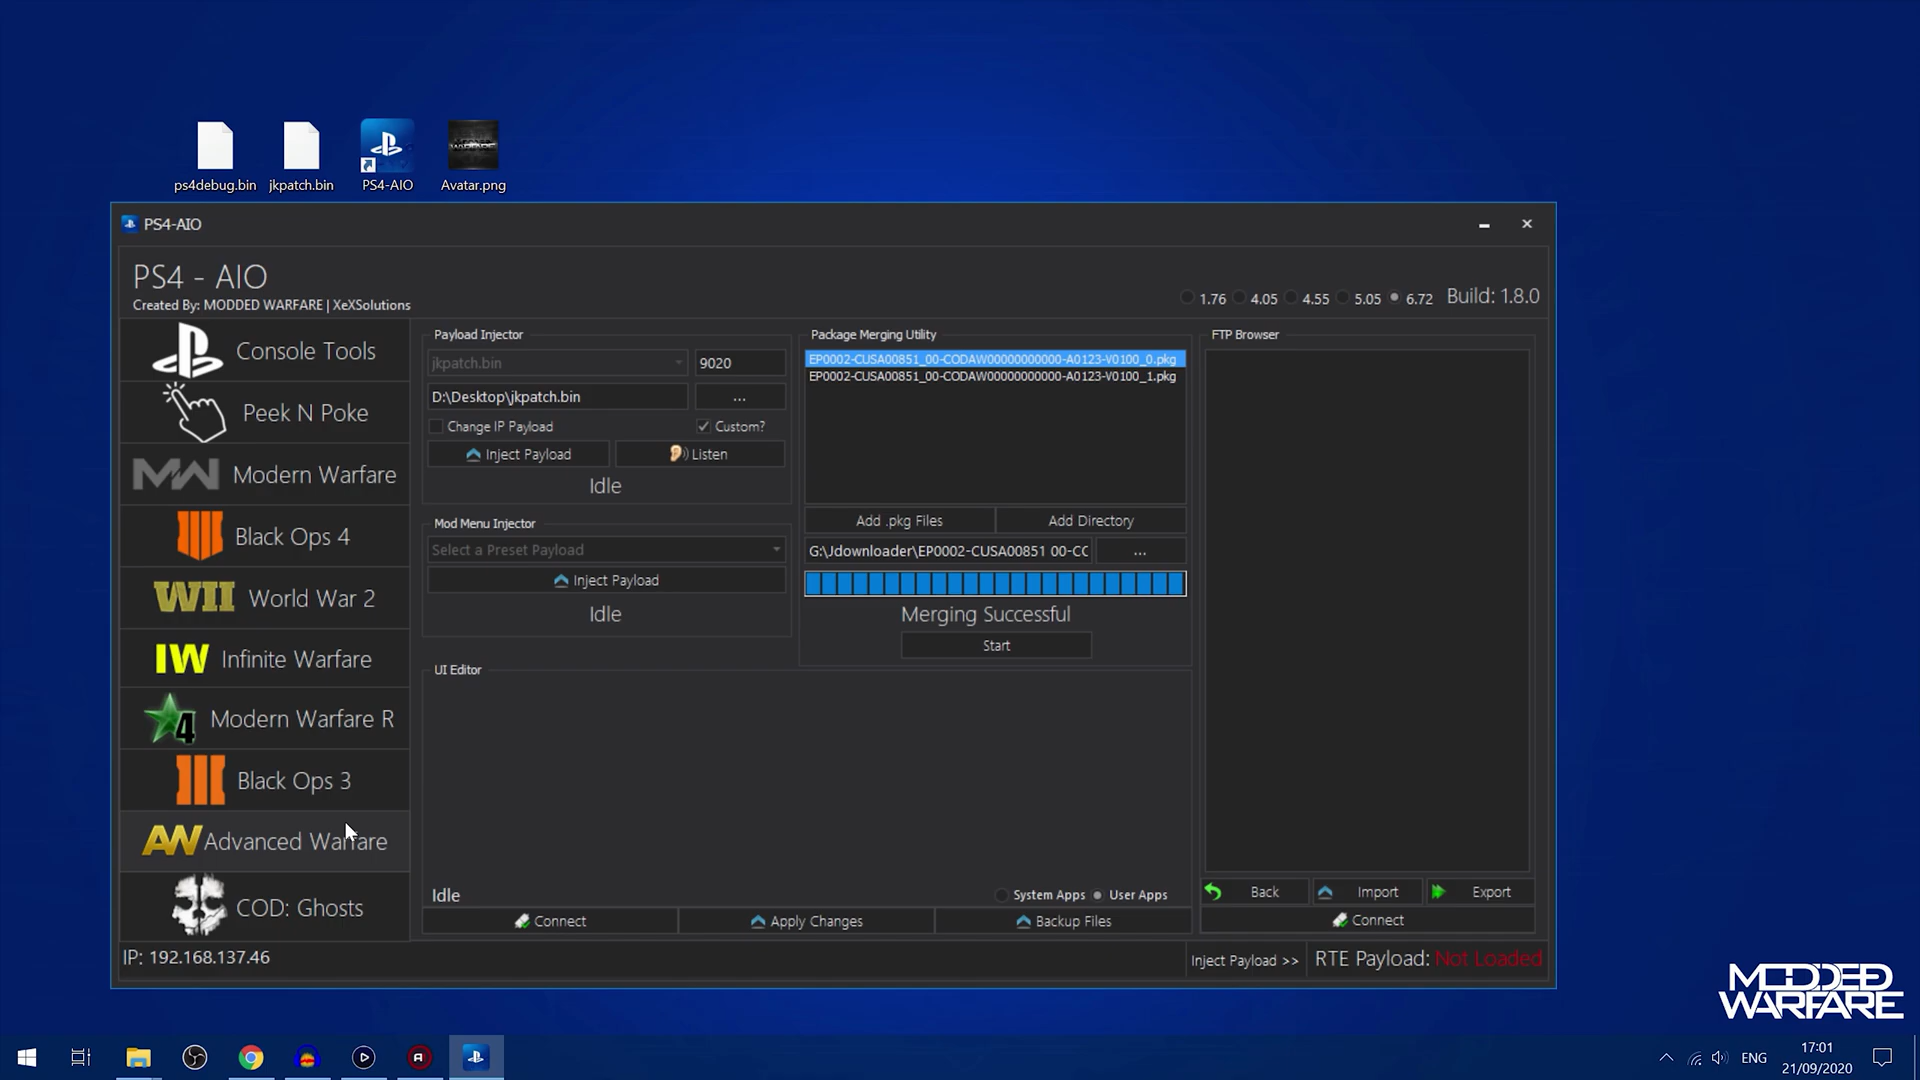 ps4debug.bin
jkpatch.bin
PS4-AIO
Avatar.png
PS4-AIO
PS4 - AIO
Created By: MODDED WARFARE | XeXSolutions
1.76 4.05 4.55 5.05 6.72 Build: 1.8.0
Console Tools
Peek N Poke
Modern Warfare
Black Ops 4
World War 2
Infinite Warfare
Modern Warfare R
Black Ops 3
Advanced Warfare
COD: Ghosts
Payload Injector
jkpatch.bin
9020
D:\Desktop\jkpatch.bin
...
Change IP Payload
Custom?
Inject Payload
Listen
Idle
Mod Menu Injector
Select a Preset Payload
Inject Payload
Idle
Package Merging Utility
EP0002-CUSA00851_00-CODAW00000000000-A0123-V0100_0.pkg
EP0002-CUSA00851_00-CODAW00000000000-A0123-V0100_1.pkg
Add .pkg Files
Add Directory
G:\Jdownloader\EP0002-CUSA00851 00-CC
...
Merging Successful
Start
UI Editor
Idle
System Apps
User Apps
Connect
Apply Changes
Backup Files
FTP Browser
Back
Import
Export
Connect
IP: 192.168.137.46
Inject Payload >>
RTE Payload: Not Loaded
MODDED
WARFARE
ENG
17:01
21/09/2020